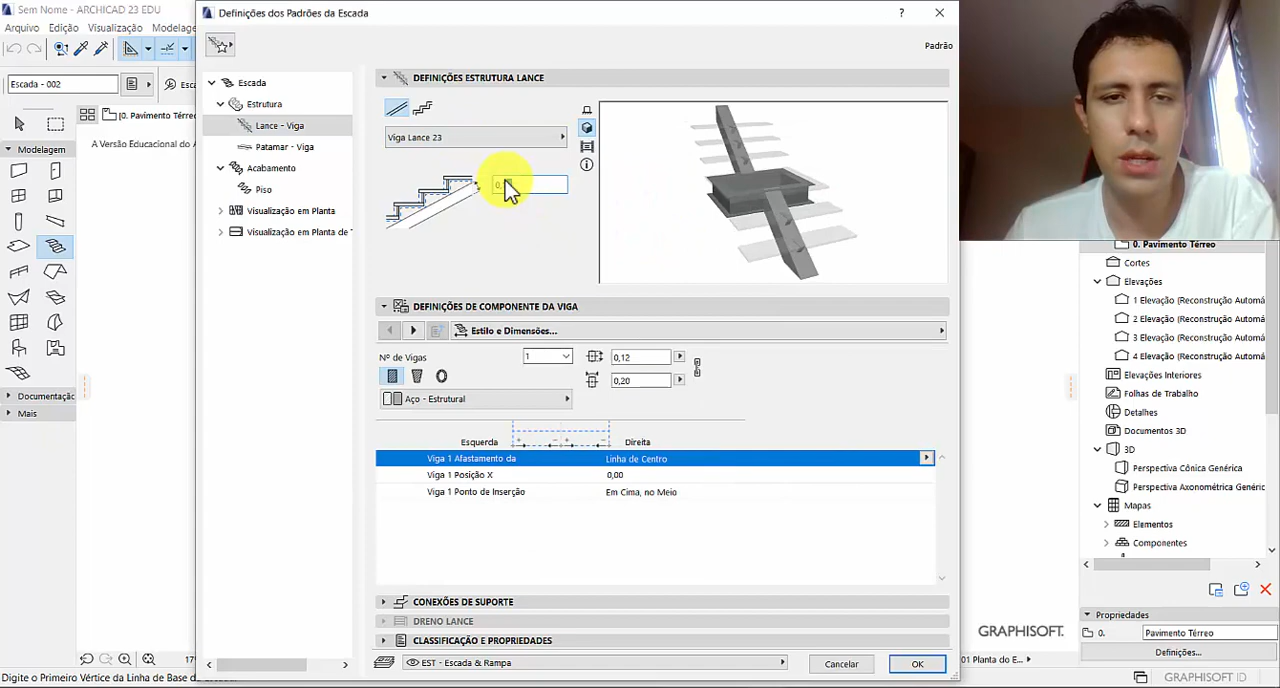 Sem Nome - ARCHICAD 23 EDU
Arquivo Edição Visualização Modelage
Escada - 002
Esca
[0. Pavimento Térreo
A Versão Educacional do A
Modelagem
Documentaçã
Mais
17
Digite o Primeiro Vértice da Linha de Base da
Definições dos Padrões da Escada
?
Padrão
Escada
Estrutura
Lance - Viga
Patamar - Viga
Acabamento
Piso
Visualização em Planta
Visualização em Planta de T
DEFINIÇÕES ESTRUTURA LANCE
Viga Lance 23
DEFINIÇÕES DE COMPONENTE DA VIGA
Estilo e Dimensões...
Nº de Vigas
1
0,12
0,20
Aço - Estrutural
Esquerda Direita
Viga 1 Afastamento da Linha de Centro
Viga 1 Posição X 0,00
Viga 1 Ponto de Inserção Em Cima, no Meio
CONEXÕES DE SUPORTE
DRENO LANCE
CLASSIFICAÇÃO E PROPRIEDADES
EST - Escada & Rampa
Cancelar
OK
0. Pavimento Térreo
Cortes
Elevações
1 Elevação (Reconstrução Automá
2 Elevação (Reconstrução Automá
3 Elevação (Reconstrução Automá
4 Elevação (Reconstrução Automá
Elevações Interiores
Folhas de Trabalho
Detalhes
Documentos 3D
3D
Perspectiva Cônica Genérica
Perspectiva Axonométrica Genéric
Mapas
Elementos
Componentes
Propriedades
0. Pavimento Térreo
Definições...
GRAPHISOFT.
01 Planta do E...
GRAPHISOFT ID